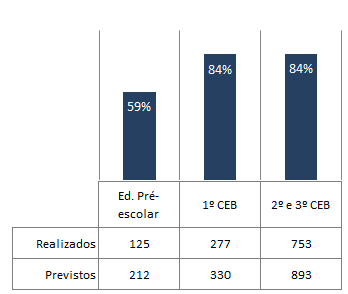 84% 84%
59%
Ed. Pré-
escolar 1º CEB 2º e 3º CEB
Realizados 125 277 753
Previstos 212 330 893